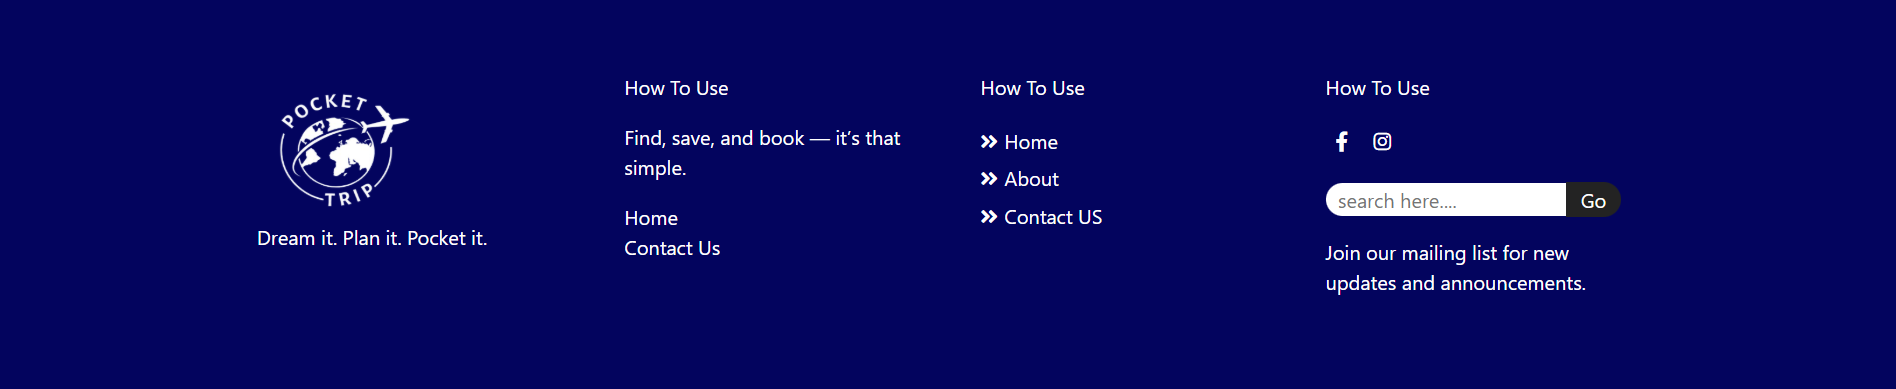 POCKET
TRIP
Dream it. Plan it. Pocket it.
How To Use
Find, save, and book — it’s that
simple.
Home
Contact Us
How To Use
Home
About
Contact US
How To Use
search here.... Go
Join our mailing list for new
updates and announcements.